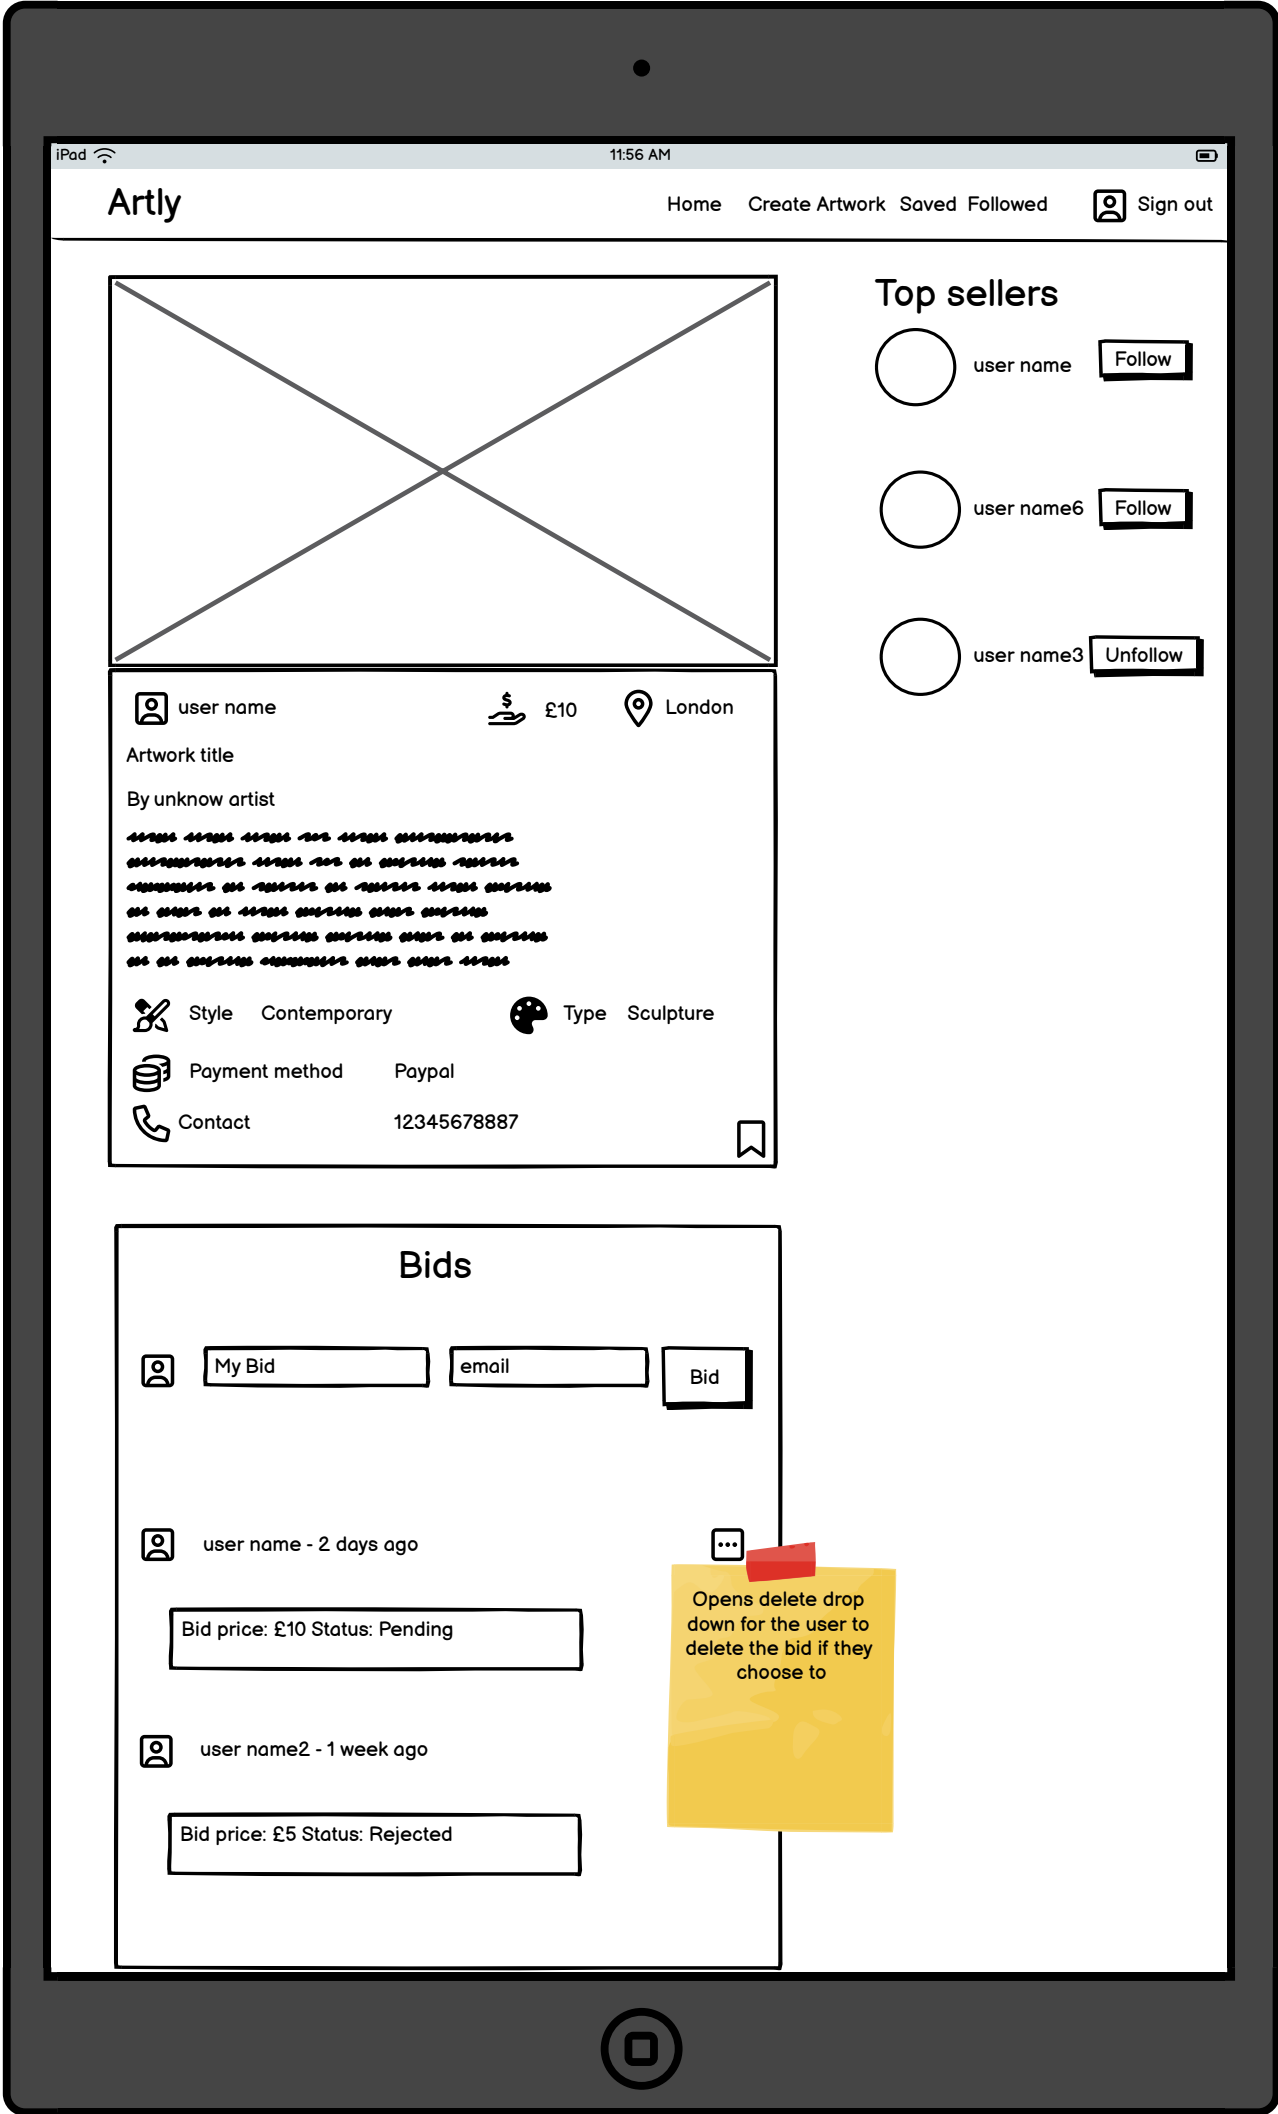 iPad
11:56 AM
Artly
Home Create Artwork Saved Followed Sign out
Top sellers
user name Follow
user name6 Follow
user name3 Unfollow
user name $ £10 London
Artwork title
By unknow artist
Style Contemporary Type Sculpture
Payment method Paypal
Contact 12345678887
Bids
My Bid email Bid
user name - 2 days ago
Bid price: £10 Status: Pending
Opens delete drop
down for the user to
delete the bid if they
choose to
user name2 - 1 week ago
Bid price: £5 Status: Rejected